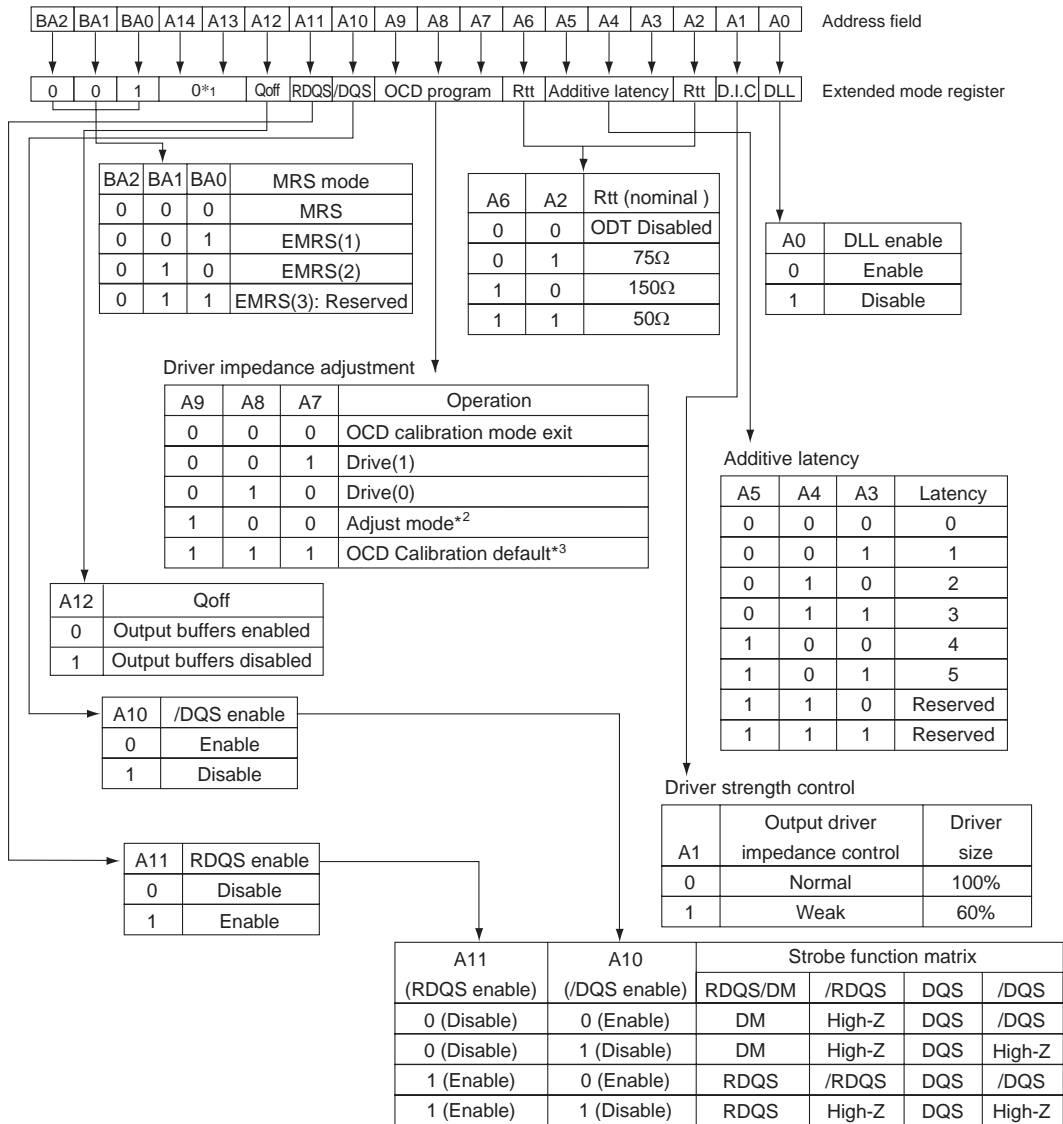 BA2 BA1 BA0 A14 A13 A12 A11 A10 A9 A8 A7 A6 A5 A4 A3 A2 A1 A0 Address field
0 0 1 0*1 Qoff RDQS /DQS OCD program Rtt Additive latency Rtt D.I.C DLL Extended mode register
BA2 BA1 BA0 MRS mode
0 0 0 MRS
0 0 1 EMRS(1)
0 1 0 EMRS(2)
0 1 1 EMRS(3): Reserved
A6 A2 Rtt (nominal )
0 0 ODT Disabled
0 1 75Ω
1 0 150Ω
1 1 50Ω
A0 DLL enable
0 Enable
1 Disable
Driver impedance adjustment
A9 A8 A7 Operation
0 0 0 OCD calibration mode exit
0 0 1 Drive(1)
0 1 0 Drive(0)
1 0 0 Adjust mode*2
1 1 1 OCD Calibration default*3
Additive latency
A5 A4 A3 Latency
0 0 0 0
0 0 1 1
0 1 0 2
0 1 1 3
1 0 0 4
1 0 1 5
1 1 0 Reserved
1 1 1 Reserved
A12 Qoff
0 Output buffers enabled
1 Output buffers disabled
A10 /DQS enable
0 Enable
1 Disable
Driver strength control
Output driver Driver
A1 impedance control size
0 Normal 100%
1 Weak 60%
A11 RDQS enable
0 Disable
1 Enable
A11 A10 Strobe function matrix
(RDQS enable) (/DQS enable) RDQS/DM /RDQS DQS /DQS
0 (Disable) 0 (Enable) DM High-Z DQS /DQS
0 (Disable) 1 (Disable) DM High-Z DQS High-Z
1 (Enable) 0 (Enable) RDQS /RDQS DQS /DQS
1 (Enable) 1 (Disable) RDQS High-Z DQS High-Z